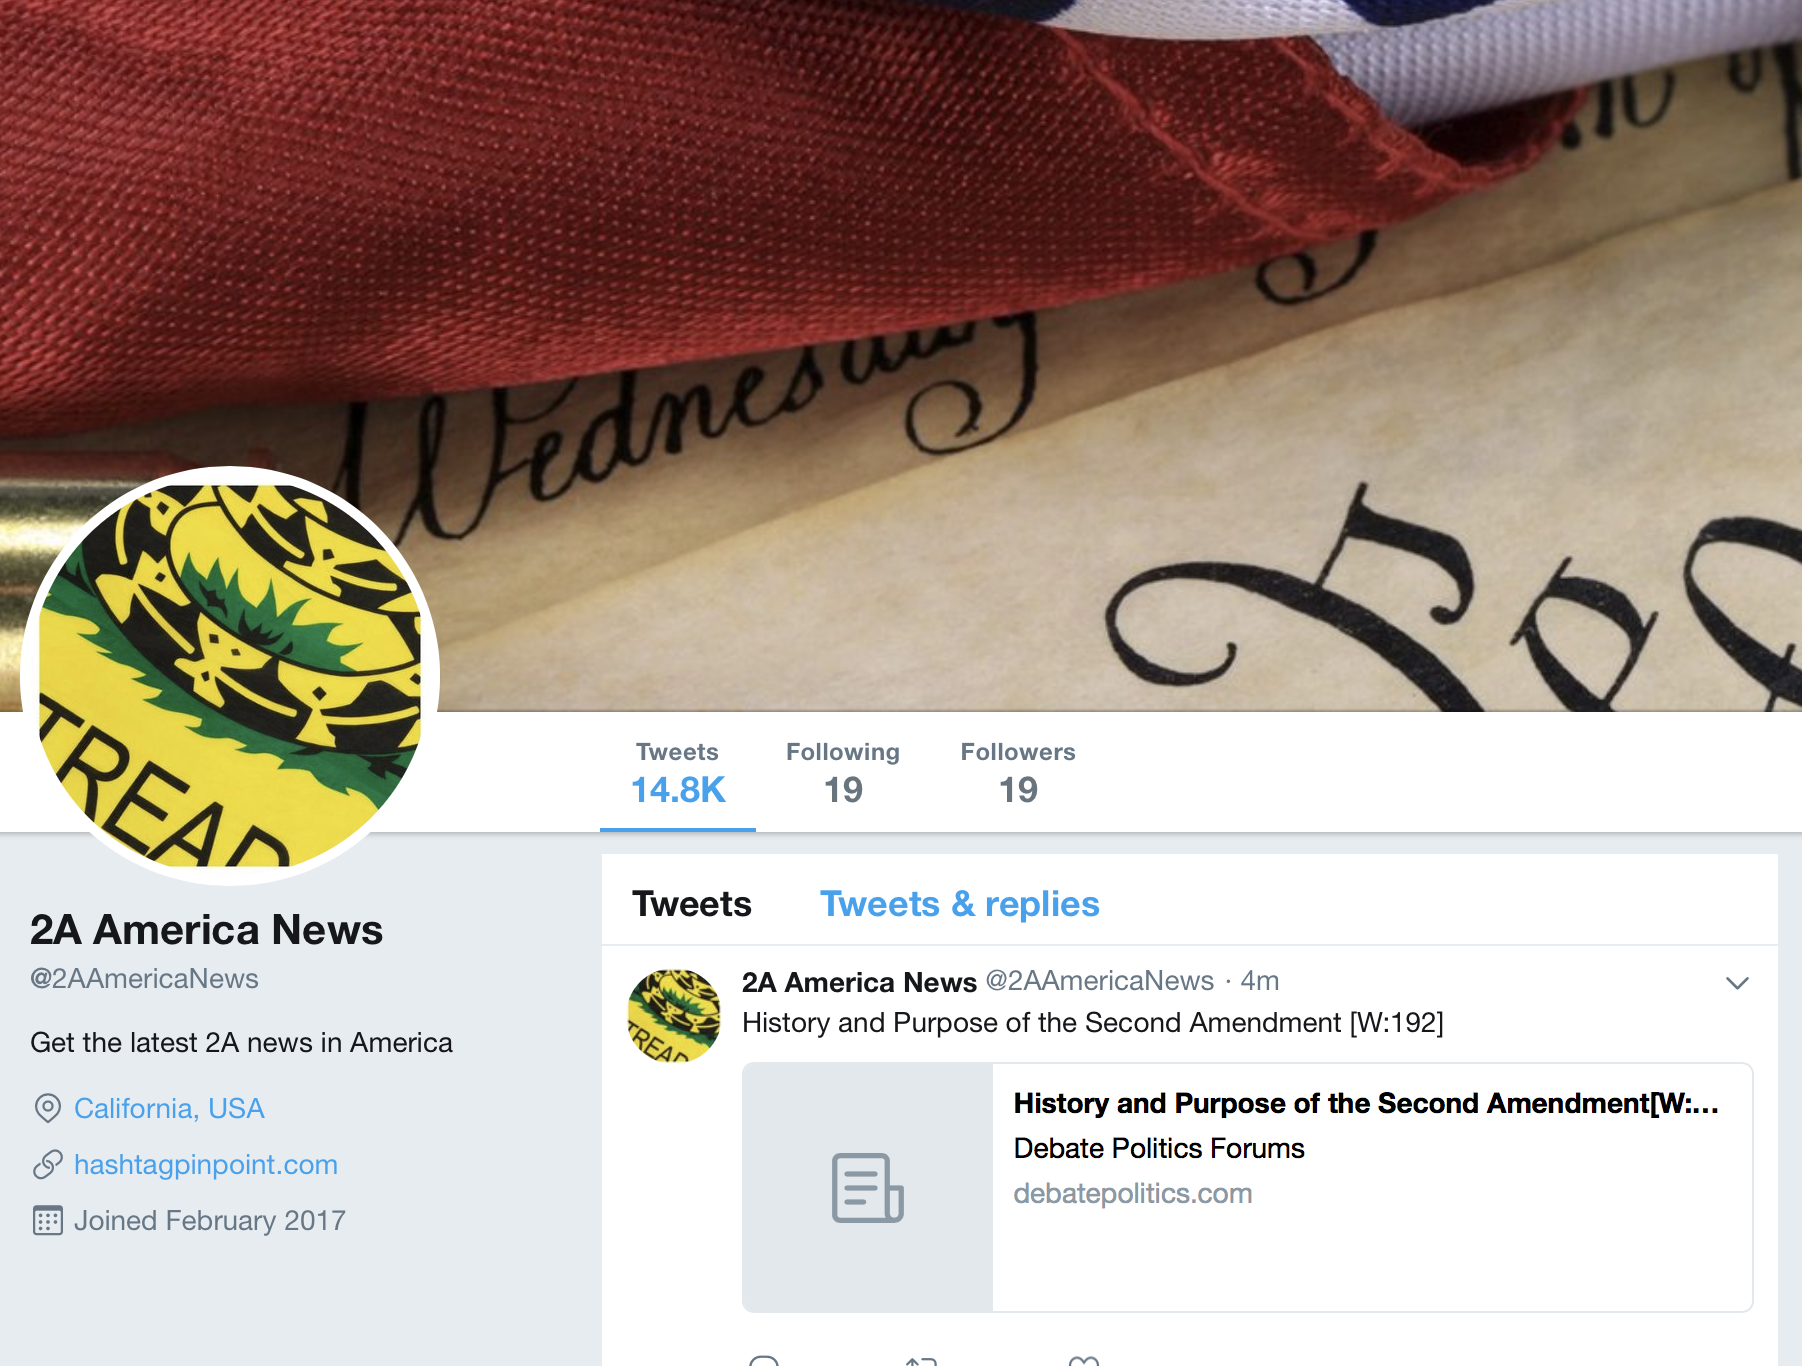 Wednesday
TREAD
Tweets Following Followers
14.8K 19 19
Tweets Tweets & replies
2A America News
@2AAmericaNews
Get the latest 2A news in America
California, USA
hashtagpinpoint.com
Joined February 2017
2A America News @2AAmericaNews · 4m
History and Purpose of the Second Amendment [W:192]
TREAD
History and Purpose of the Second Amendment[W:...
Debate Politics Forums
debatepolitics.com